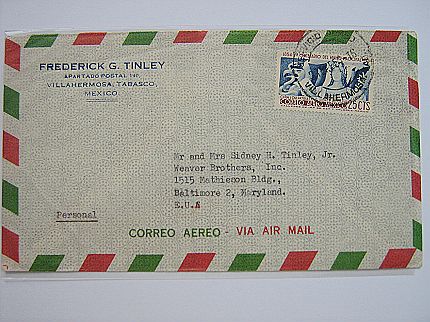 FREDERICK G. TINLEY
APARTADO POSTAL 140,
VILLAHERMOSA, TABASCO,
MEXICO.
VILLAHERMOSA
25 CTS
Mr and Mrs Sidney H. Tinley, Jr.
Weaver Brothers, Inc.
1515 Mathieson Bldg.,
Baltimore 2, Maryland.
E.U.A
Personal
CORREO AEREO - VIA AIR MAIL